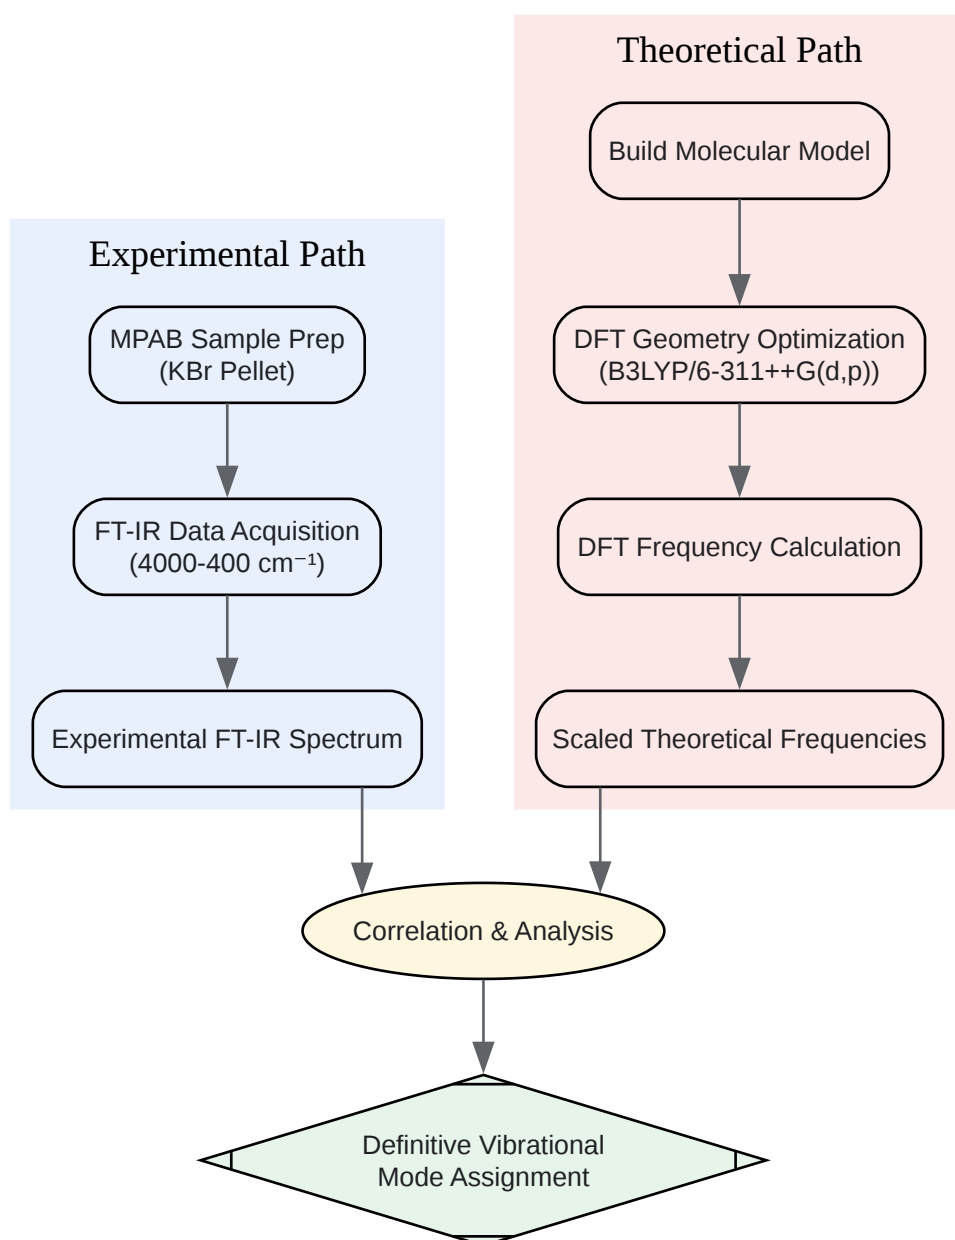 Theoretical Path
Build Molecular Model
DFT Geometry Optimization
(B3LYP/6-311++G(d,p))
DFT Frequency Calculation
Scaled Theoretical Frequencies
Experimental Path
MPAB Sample Prep
(KBr Pellet)
FT-IR Data Acquisition
(4000-400 cm⁻¹)
Experimental FT-IR Spectrum
Correlation & Analysis
Definitive Vibrational
Mode Assignment